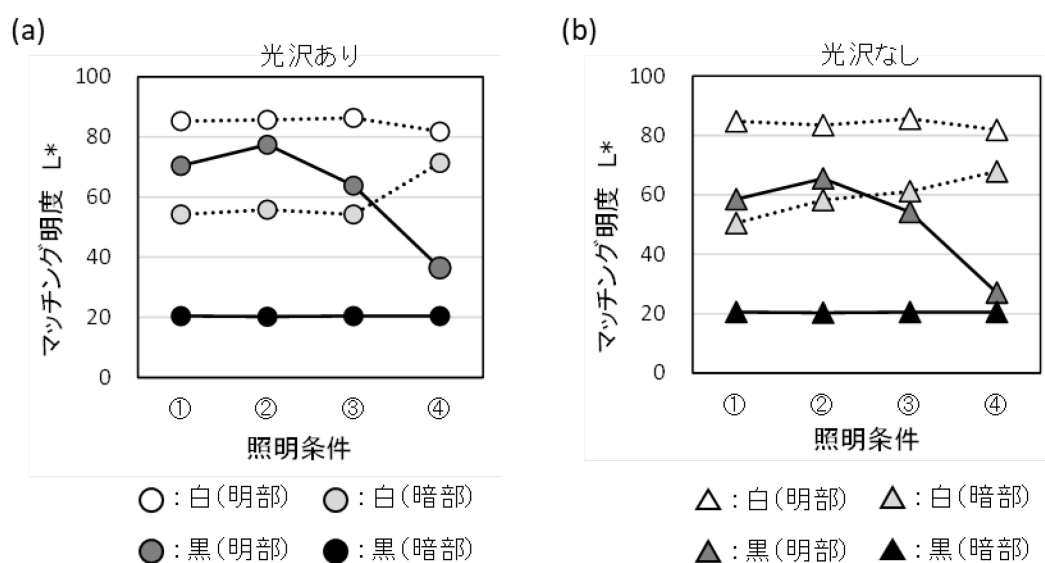 (a)
光沢あり
マッチング明度 L*
100
80
60
40
20
0
① ② ③ ④
照明条件
○：白（明部） ○：白（暗部）
●：黒（明部） ●：黒（暗部）
(b)
光沢なし
マッチング明度 L*
100
80
60
40
20
0
① ② ③ ④
照明条件
△：白（明部） △：白（暗部）
▲：黒（明部） ▲：黒（暗部）